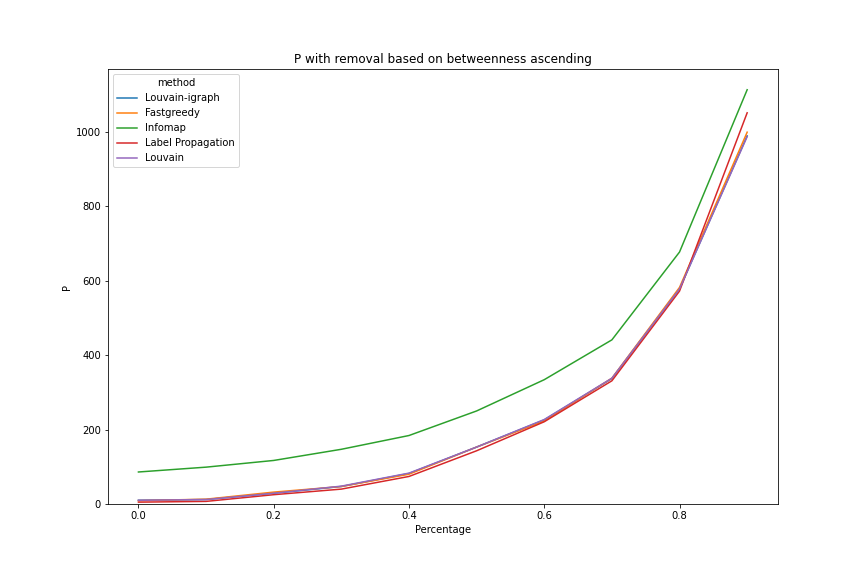 P with removal based on betweenness ascending
method
Louvain-igraph
Fastgreedy
Infomap
Label Propagation
Louvain
1000
800
600
400
200
0
P
0.0 0.2 0.4 0.6 0.8
Percentage